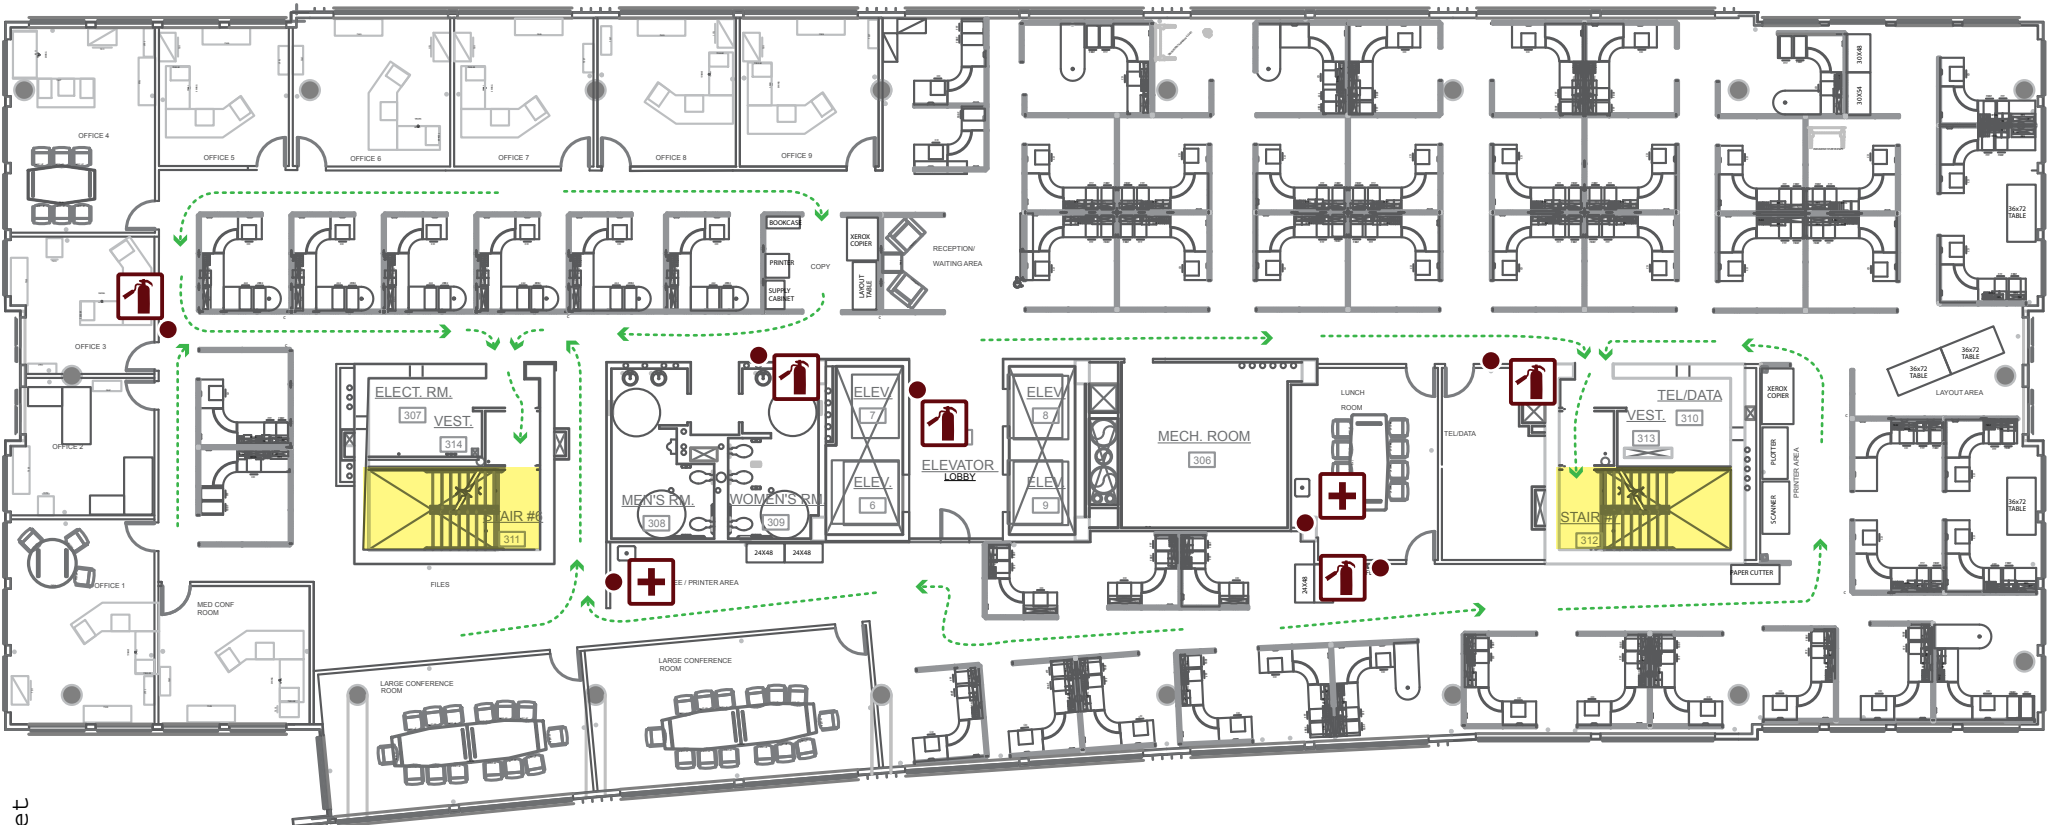 OFFICE 4
OFFICE 5
OFFICE 6
OFFICE 7
OFFICE 8
OFFICE 9
30X48
30X54
36x72
TABLE
BOOKCASE
PRINTER
SUPPLY
CABINET
COPY
XEROX
COPIER
LAYOUT
TABLE
RECEPTION/
WAITING AREA
OFFICE 3
OFFICE 2
OFFICE 1
MED CONF
ROOM
ELECT. RM.
307
VEST.
314
STAIR #6
311
FILES
MEN'S RM.
308
WOMEN'S RM.
309
24X48
24X48
EE / PRINTER AREA
ELEV.
7
ELEV.
6
ELEVATOR
LOBBY
ELEV.
8
ELEV.
9
MECH. ROOM
306
LUNCH
ROOM
24X48
TEL/DATA
TEL/DATA
310
VEST.
313
STAIR #
312
XEROX
COPIER
PLOTTER
SCANNER
PRINTER AREA
PAPER CUTTER
36x72
TABLE
36x72
TABLE
LAYOUT AREA
36x72
TABLE
LARGE CONFERENCE
ROOM
LARGE CONFERENCE
ROOM
et